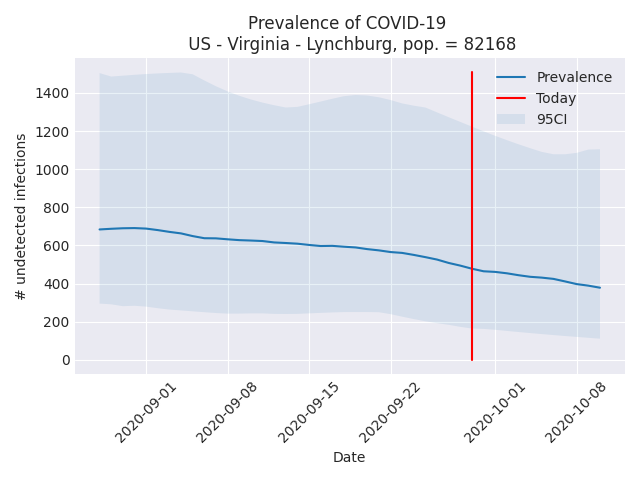 Prevalence of COVID-19
US - Virginia - Lynchburg, pop. = 82168
# undetected infections
1400
1200
1000
800
600
400
200
0
Prevalence
Today
95CI
2020-09-01
2020-09-08
2020-09-15
2020-09-22
2020-10-01
2020-10-08
Date